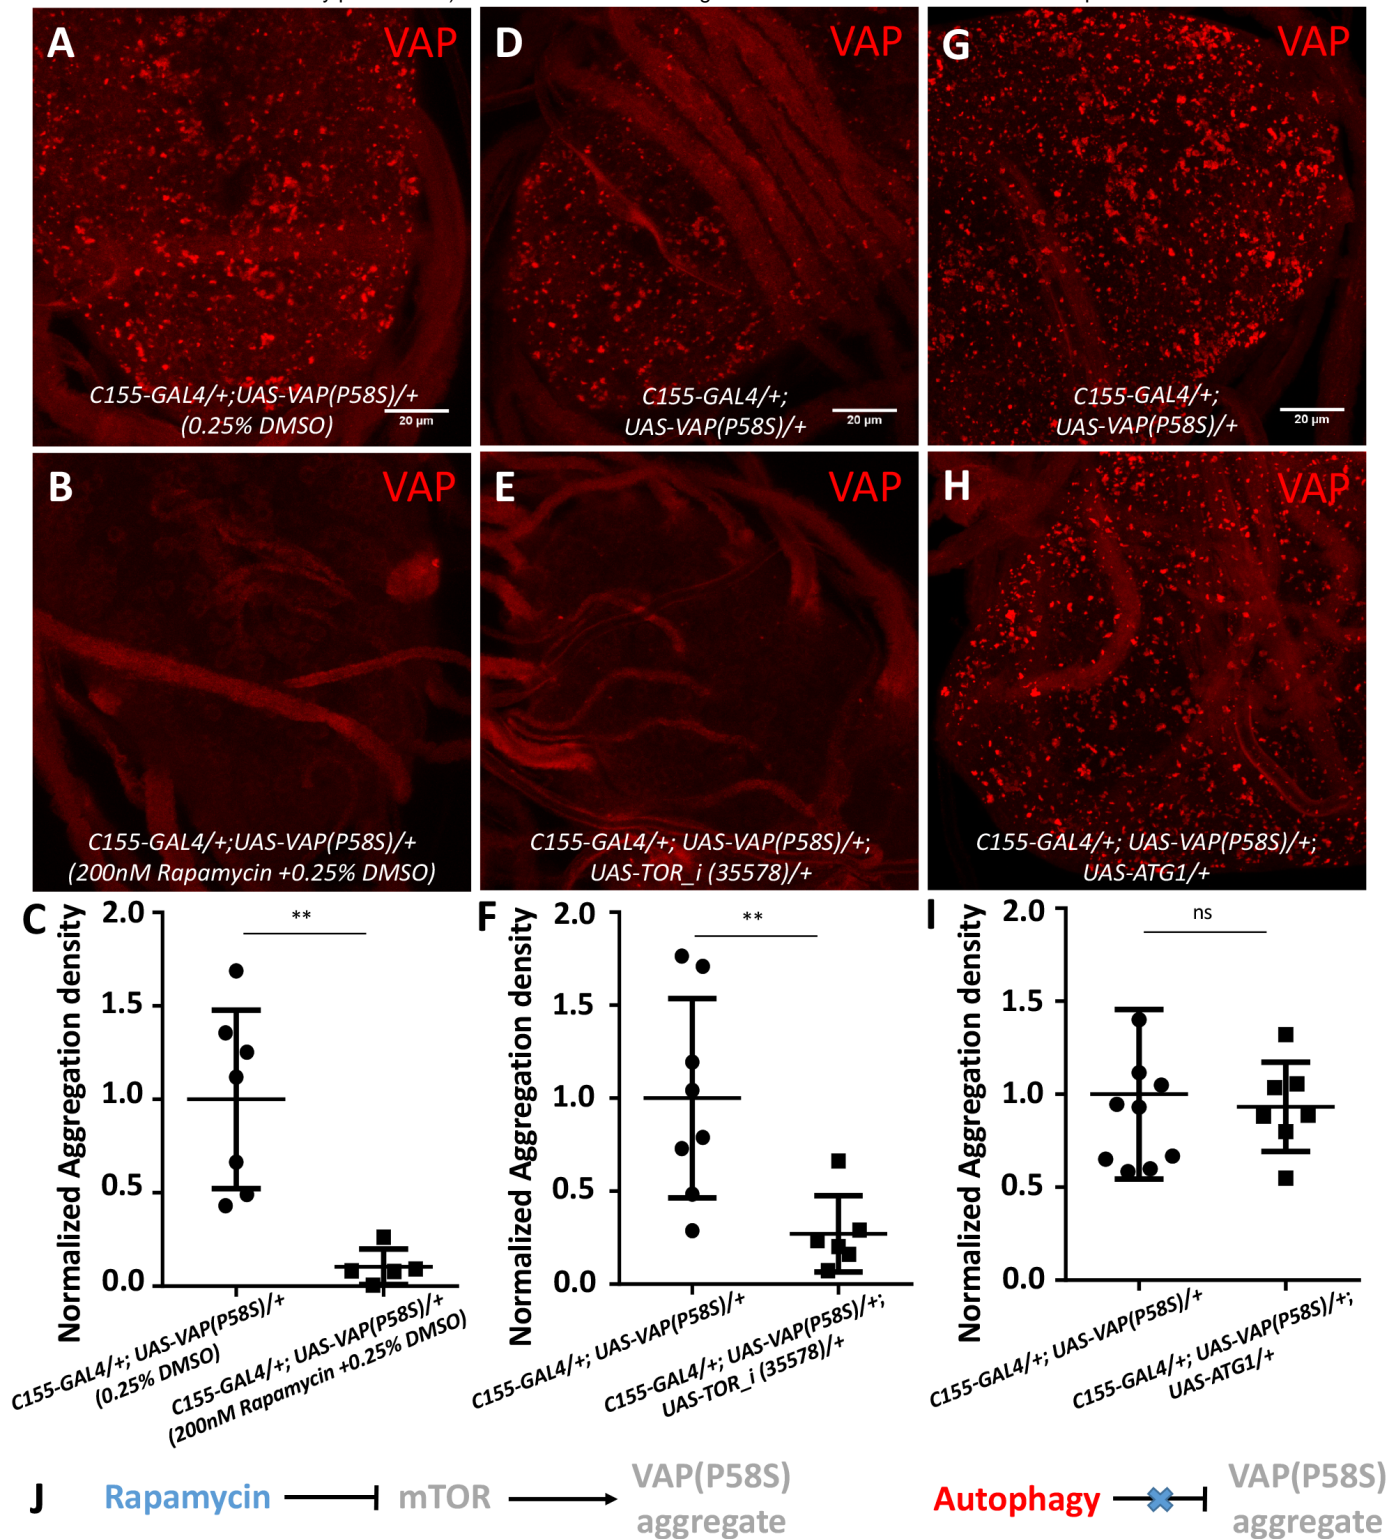 A VAP
C155-GAL4/+;UAS-VAP(P58S)/+
(0.25% DMSO)
20 µm
D VAP
C155-GAL4/+;
UAS-VAP(P58S)/+
20 µm
G VAP
C155-GAL4/+;
UAS-VAP(P58S)/+
20 µm
B VAP
C155-GAL4/+;UAS-VAP(P58S)/+
(200nM Rapamycin +0.25% DMSO)
E VAP
C155-GAL4/+; UAS-VAP(P58S)/+;
UAS-TOR_i (35578)/+
H VAP
C155-GAL4/+; UAS-VAP(P58S)/+;
UAS-ATG1/+
C
Normalized Aggregation density
2.0
1.5
1.0
0.5
0.0
**
C155-GAL4/+; UAS-VAP(P58S)/+
(0.25% DMSO)
C155-GAL4/+; UAS-VAP(P58S)/+
(200nM Rapamycin +0.25% DMSO)
F
Normalized Aggregation density
2.0
1.5
1.0
0.5
0.0
**
C155-GAL4/+; UAS-VAP(P58S)/+
C155-GAL4/+; UAS-VAP(P58S)/+;
UAS-TOR_i (35578)/+
I
Normalized Aggregation density
2.0
1.5
1.0
0.5
0.0
ns
C155-GAL4/+; UAS-VAP(P58S)/+
C155-GAL4/+; UAS-VAP(P58S)/+;
UAS-ATG1/+
J
Rapamycin mTOR VAP(P58S)
aggregate
Autophagy VAP(P58S)
aggregate